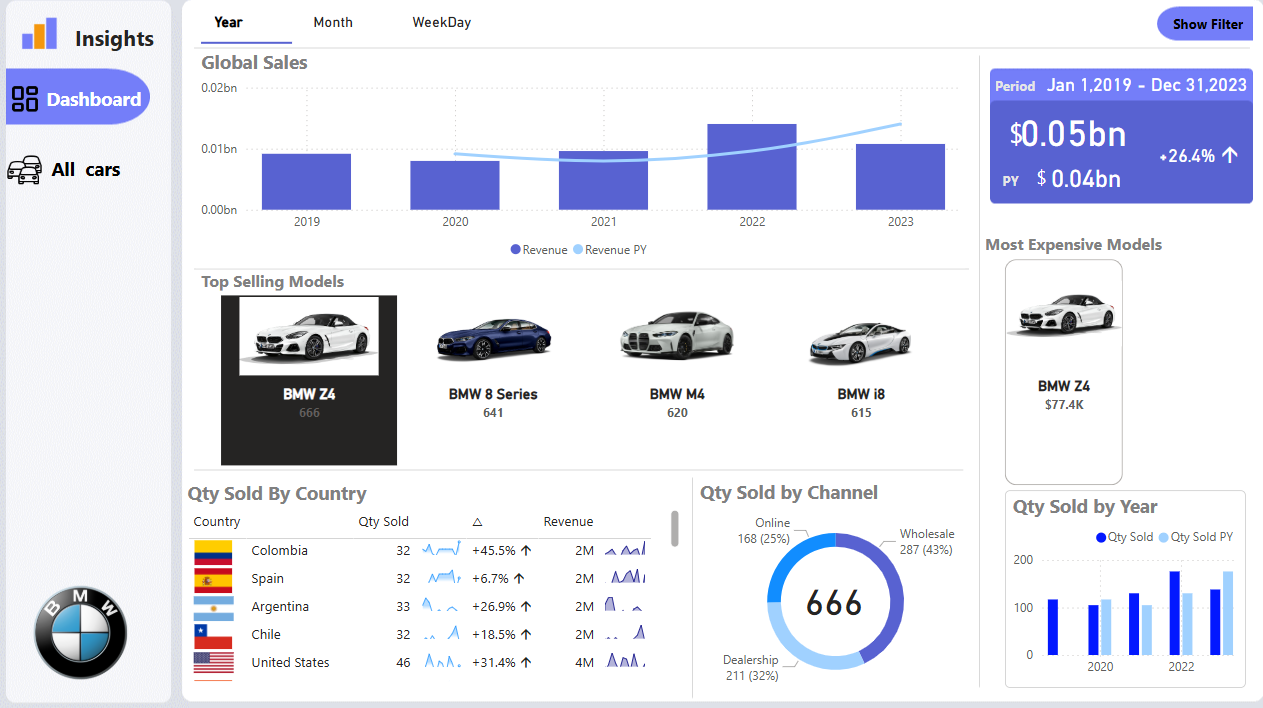 Insights
Dashboard
All cars
B M W
Year Month WeekDay
Show Filter
Global Sales
0.02bn
0.01bn
0.00bn
2019 2020 2021 2022 2023
Revenue Revenue PY
Period Jan 1,2019 - Dec 31,2023
$0.05bn
+26.4%
PY $ 0.04bn
Top Selling Models
BMW Z4
666
BMW 8 Series
641
BMW M4
620
BMW i8
615
Most Expensive Models
BMW Z4
$77.4K
Qty Sold By Country
Country Qty Sold △ Revenue
Colombia 32 +45.5% 2M
Spain 32 +6.7% 2M
Argentina 33 +26.9% 2M
Chile 32 +18.5% 2M
United States 46 +31.4% 4M
Qty Sold by Channel
Online
168 (25%)
Wholesale
287 (43%)
666
Dealership
211 (32%)
Qty Sold by Year
Qty Sold Qty Sold PY
200
100
0
2020 2022